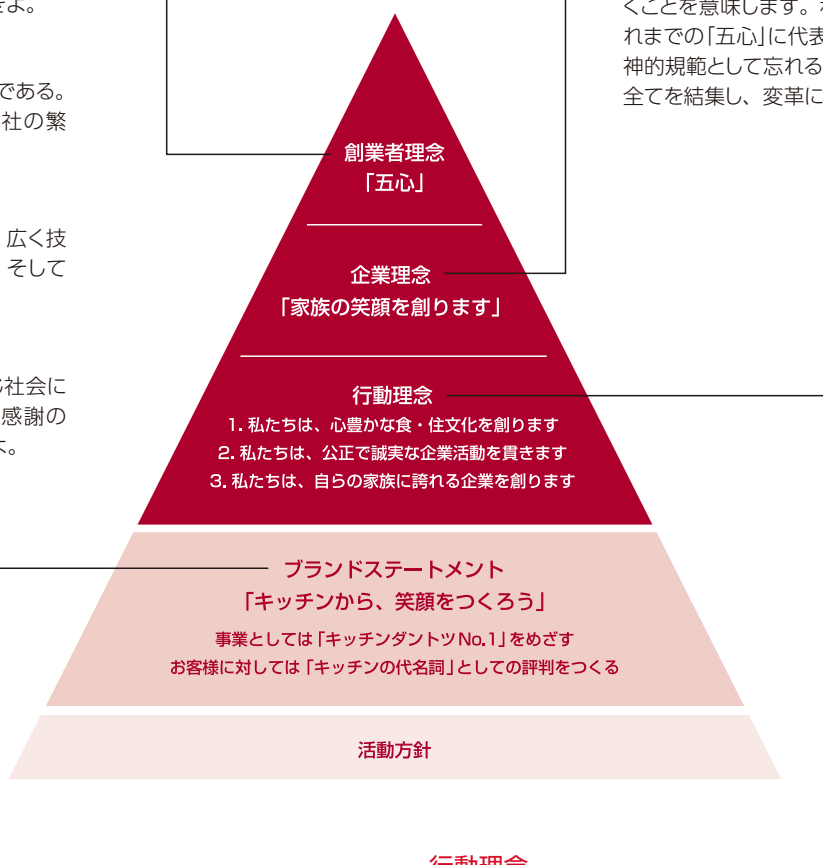 である。
社の繁
広く技
そして
社会に
感謝の
くことを意味します。
れまでの「五心」に代表
神的規範として忘れる
全てを結集し、変革に
創業者理念
「五心」
企業理念
「家族の笑顔を創ります」
行動理念
1. 私たちは、心豊かな食・住文化を創ります
2. 私たちは、公正で誠実な企業活動を貫きます
3. 私たちは、自らの家族に誇れる企業を創ります
ブランドステートメント
「キッチンから、笑顔をつくろう」
事業としては「キッチンダントツNo.1」をめざす
お客様に対しては「キッチンの代名詞」としての評判をつくる
活動方針
行動理念